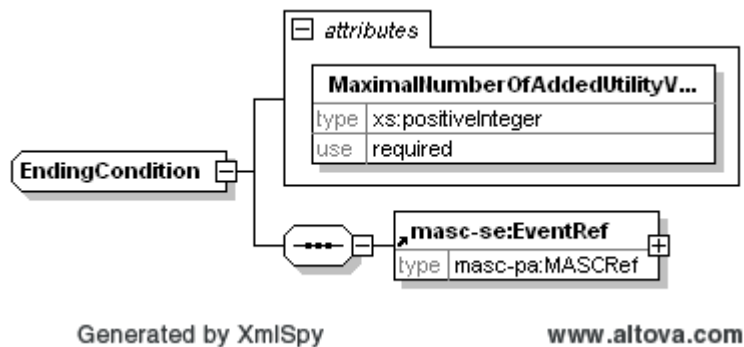 attributes
MaximalNumberOfAddedUtilityV...
type xs:positiveInteger
use required
EndingCondition
masc-se:EventRef
type masc-pa:MASCRef
Generated by XmlSpy www.altova.com